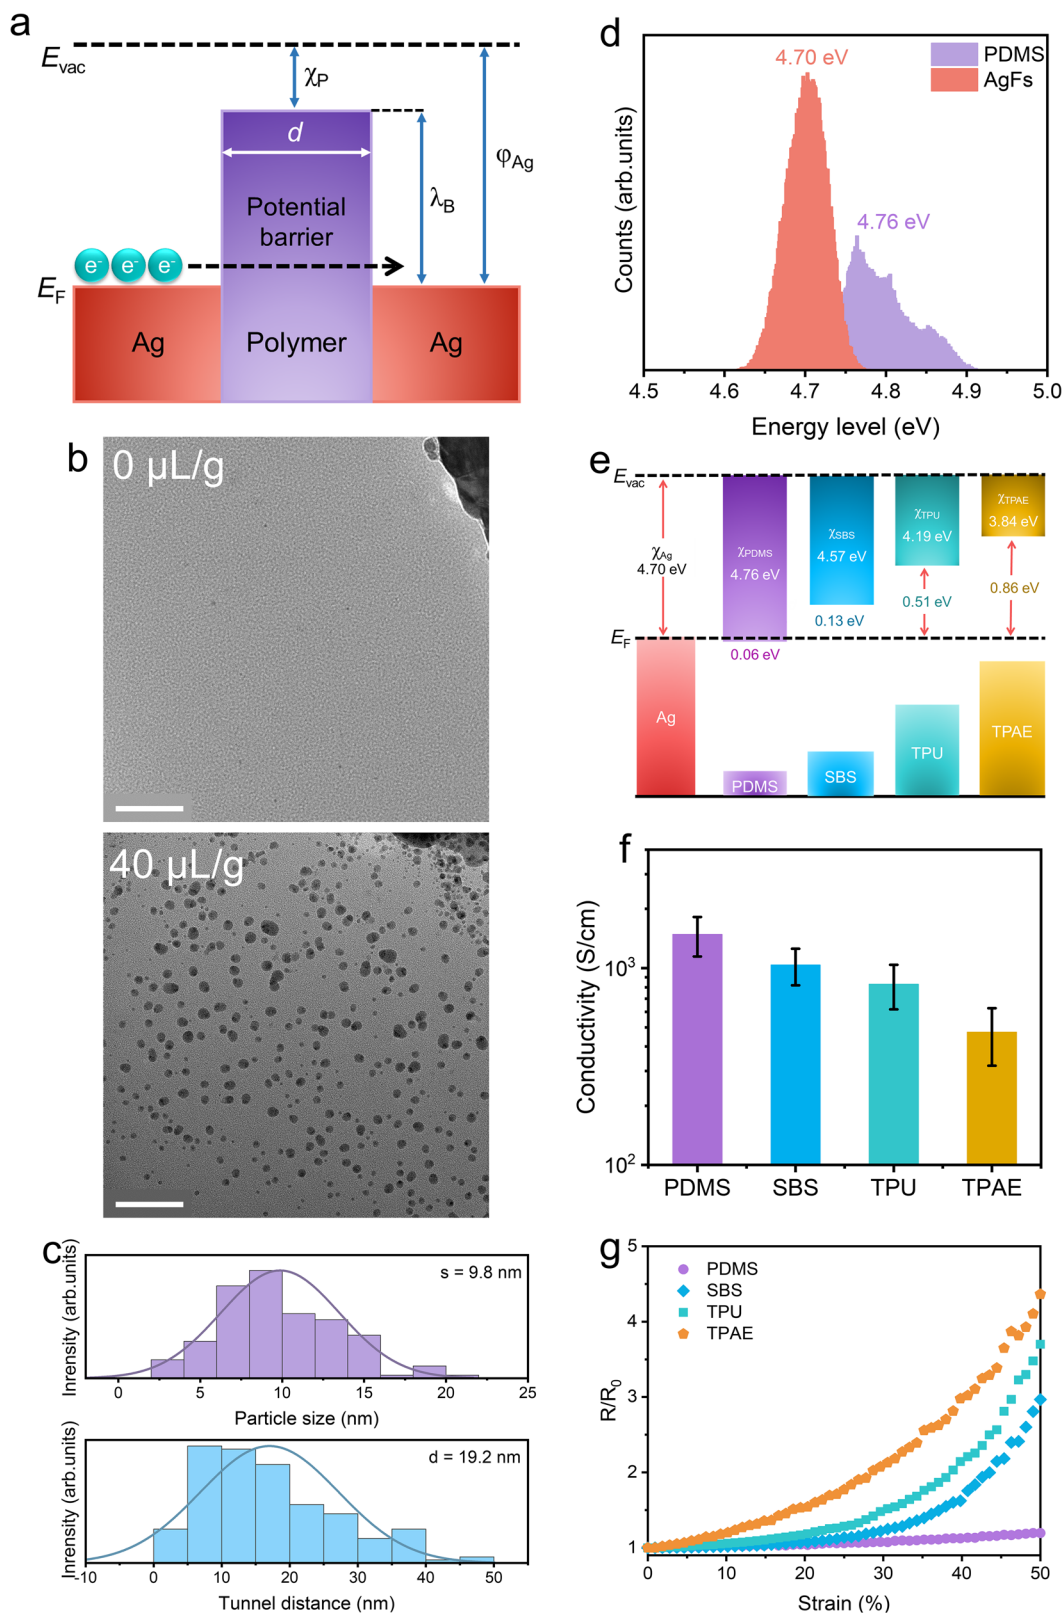 a
E_vac
χ_P
d
φ_Ag
λ_B
Potential
barrier
e⁻ e⁻ e⁻
E_F
Ag
Polymer
Ag
b
0 µL/g
40 µL/g
c
Inrensity (arb.units)
s = 9.8 nm
0 5 10 15 20 25
Particle size (nm)
Inrensity (arb.units)
d = 19.2 nm
-10 0 10 20 30 40 50
Tunnel distance (nm)
d
Counts (arb.units)
4.70 eV
PDMS
AgFs
4.76 eV
4.5 4.6 4.7 4.8 4.9 5.0
Energy level (eV)
e
E_vac
χ_Ag
4.70 eV
χ_PDMS
4.76 eV
χ_SBS
4.57 eV
χ_TPU
4.19 eV
χ_TPAE
3.84 eV
0.13 eV
0.51 eV
0.86 eV
E_F
0.06 eV
Ag
PDMS
SBS
TPU
TPAE
f
Conductivity (S/cm)
10³
10²
PDMS SBS TPU TPAE
g
R/R₀
5
4
3
2
1
PDMS
SBS
TPU
TPAE
0 10 20 30 40 50
Strain (%)